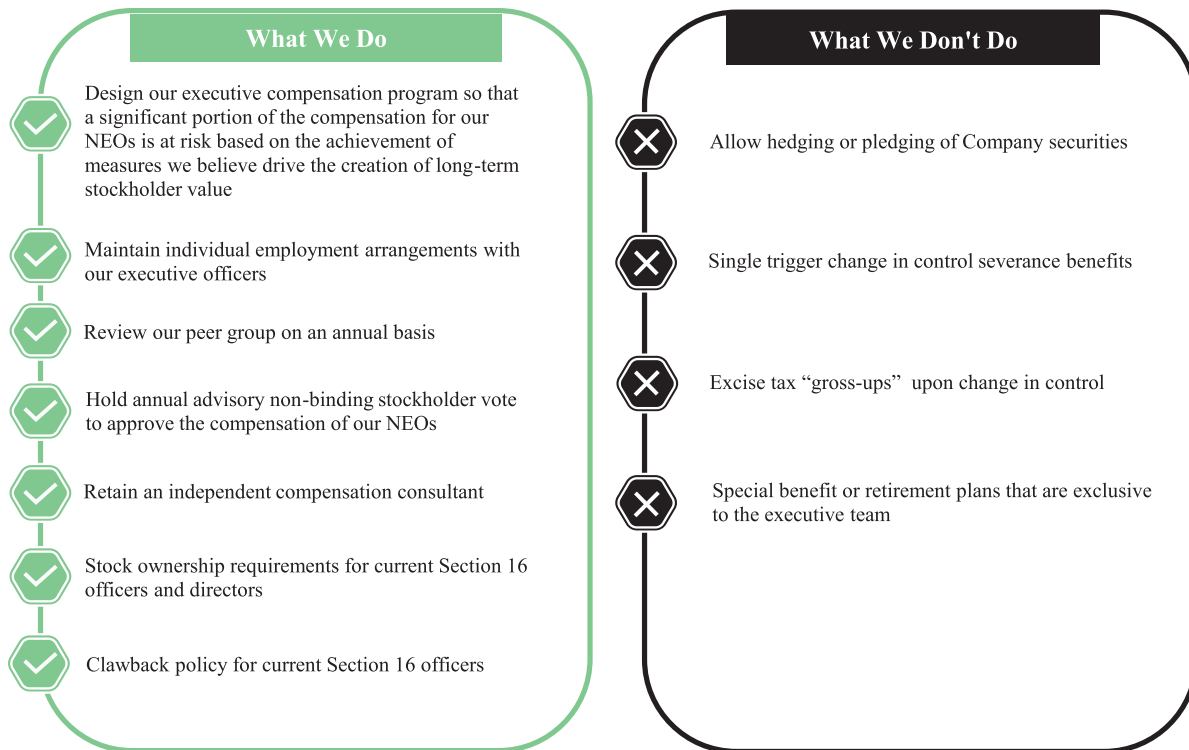 What We Do
Design our executive compensation program so that
a significant portion of the compensation for our
NEOs is at risk based on the achievement of
measures we believe drive the creation of long-term
stockholder value
Maintain individual employment arrangements with
our executive officers
Review our peer group on an annual basis
Hold annual advisory non-binding stockholder vote
to approve the compensation of our NEOs
Retain an independent compensation consultant
Stock ownership requirements for current Section 16
officers and directors
Clawback policy for current Section 16 officers
What We Don't Do
Allow hedging or pledging of Company securities
Single trigger change in control severance benefits
Excise tax “gross-ups” upon change in control
Special benefit or retirement plans that are exclusive
to the executive team